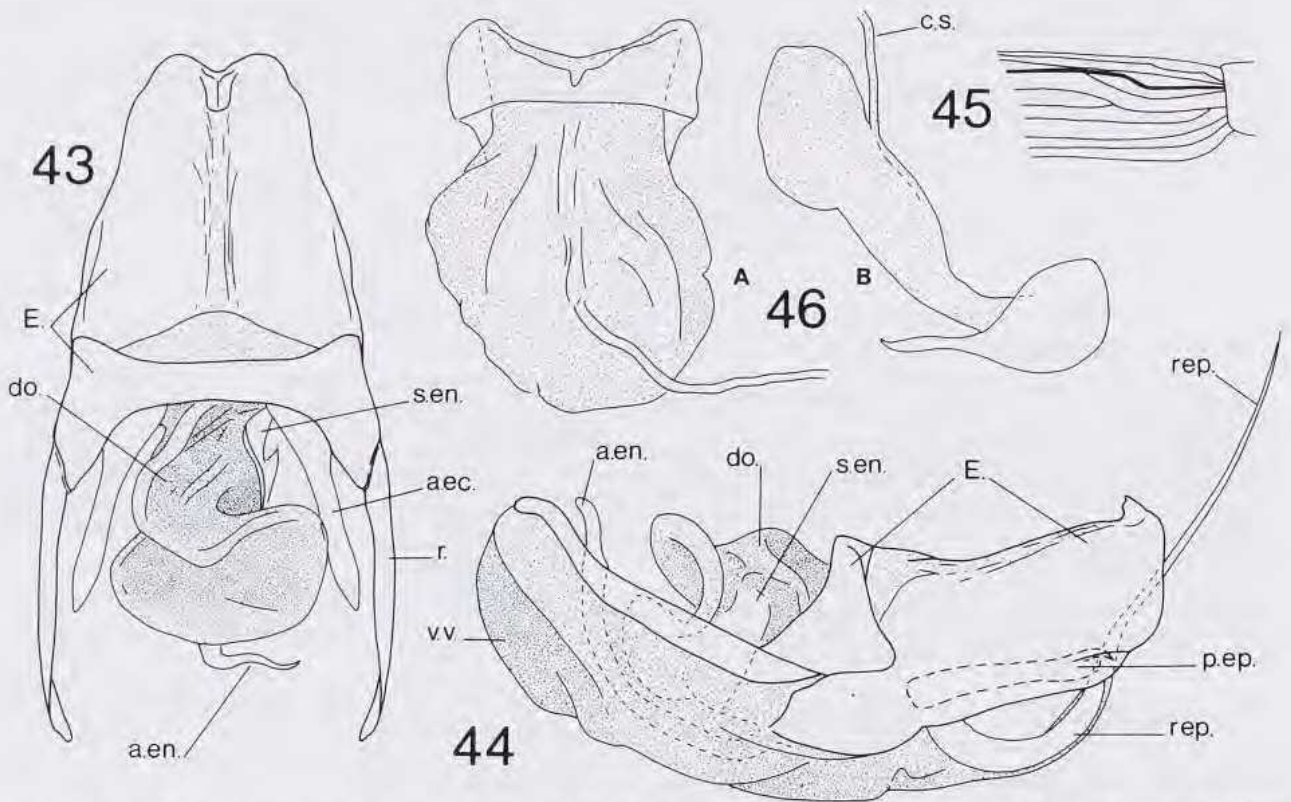 43
E.
do.
s.en.
a.ec.
r.
a.en.
A
46
B
c.s.
45
44
a.en.
do.
s.en.
E.
rep.
v.v
p.ep.
rep.